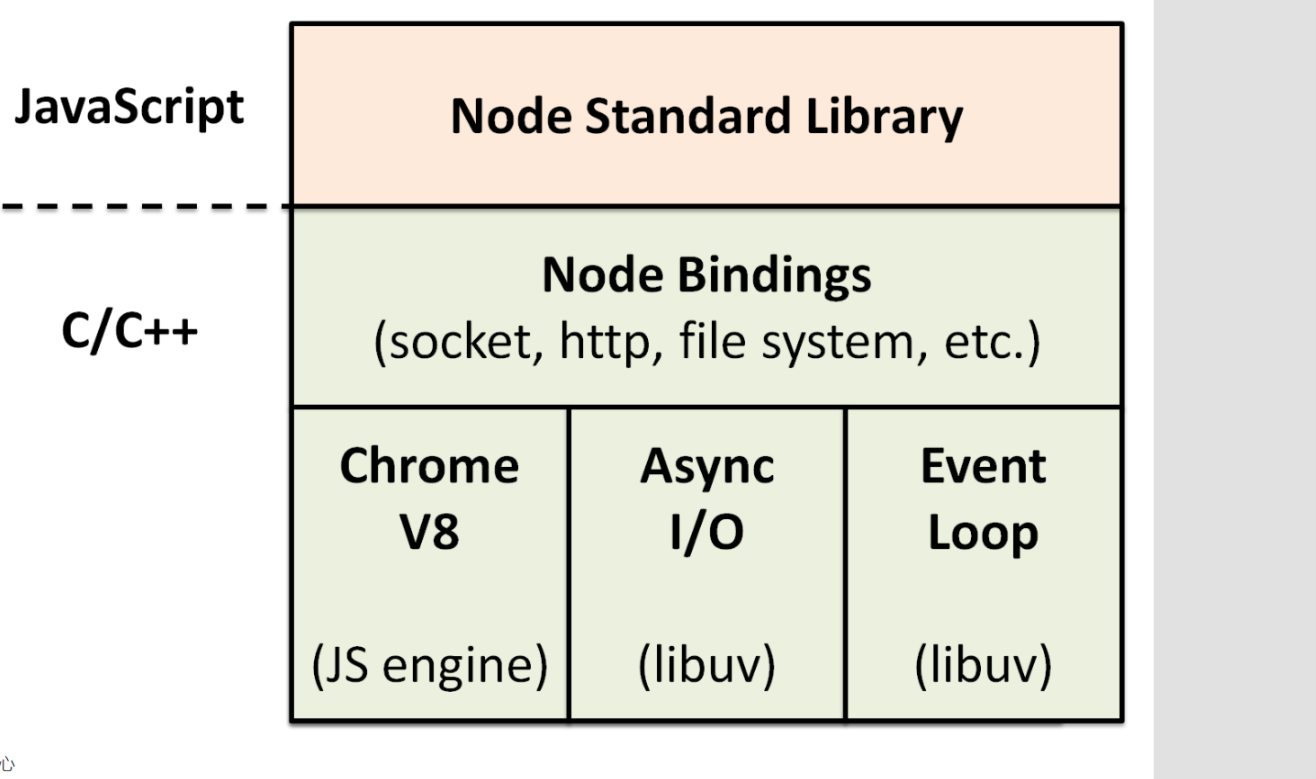 JavaScript
Node Standard Library
C/C++
Node Bindings
(socket, http, file system, etc.)
Chrome
V8
(JS engine)
Async
I/O
(libuv)
Event
Loop
(libuv)
心